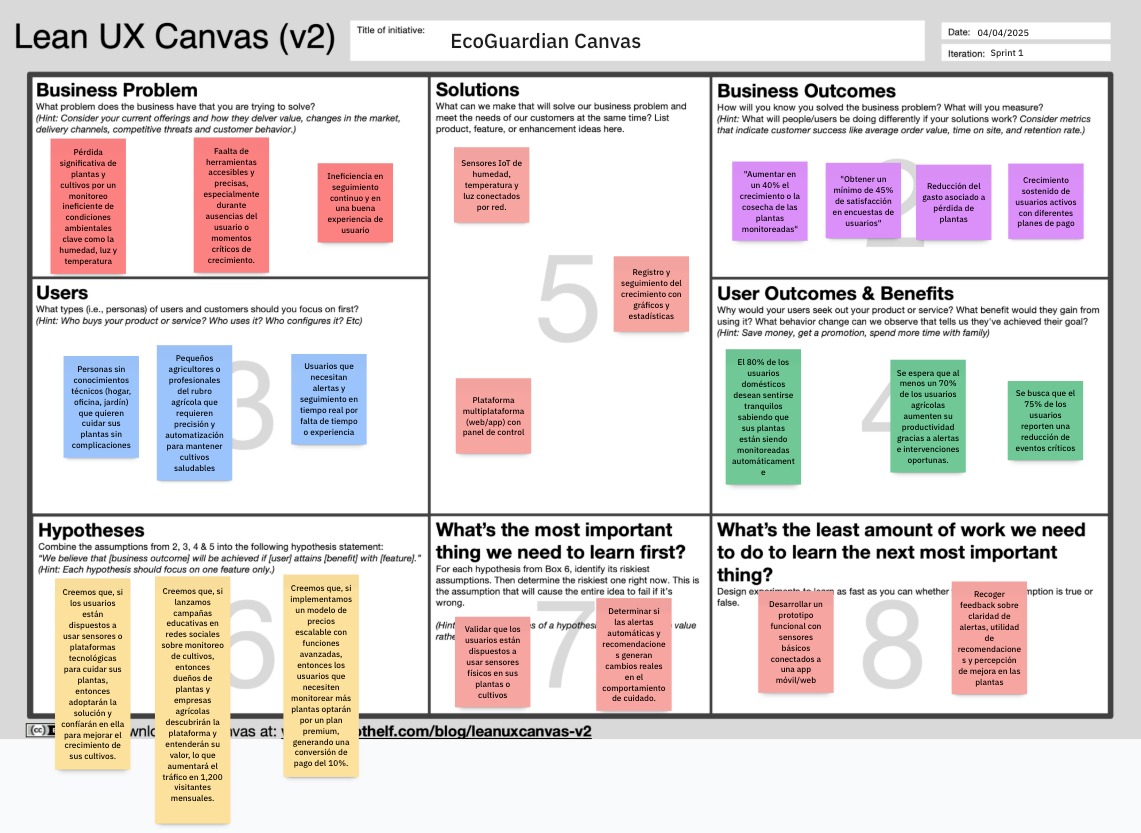 Lean UX Canvas (v2)
Title of initiative:
EcoGuardian Canvas
Date: 04/04/2025
Iteration: Sprint 1
Business Problem
What problem does the business have that you are trying to solve?
(Hint: Consider your current offerings and how they delver value, changes in the market,
delivery channels, competitive threats and customer behavior.)
Pérdida
significativa de
plantas y
cultivos por un
monitoreo
ineficiente de
condiciones
ambientales
clave como la
humedad, luz y
temperatura
Faalta de
herramientas
accesibles y
precisas,
especialmente
durante
ausencias del
usuario o
momentos
críticos de
crecimiento.
Ineficiencia en
seguimiento
continuo y en
una buena
experiencia de
usuario
Solutions
What can we make that will solve our business problem and
meet the needs of our customers at the same time? List
product, feature, or enhancement ideas here.
Sensores IoT de
humedad,
temperatura y
luz conectados
por red.
5
Registro y
seguimiento del
crecimiento con
gráficos y
estadísticas
Plataforma
multiplataforma
(web/app) con
panel de control
Business Outcomes
How will you know you solved the business problem? What will you measure?
(Hint: What will people/users be doing differently if your solutions work? Consider metrics
that indicate customer success like average order value, time on site, and retention rate.)
2
"Aumentar en
un 40% el
crecimiento o la
cosecha de las
plantas
monitoreadas"
"Obtener un
mínimo de 45%
de satisfacción
en encuestas de
usuarios"
Reducción del
gasto asociado a
pérdida de
plantas
Crecimiento
sostenido de
usuarios activos
con diferentes
planes de pago
Users
What types (i.e., personas) of users and customers should you focus on first?
(Hint: Who buys your product or service? Who uses it? Who configures it? Etc)
3
Personas sin
conocimientos
técnicos (hogar,
oficina, jardín)
que quieren
cuidar sus
plantas sin
complicaciones
Pequeños
agricultores o
profesionales
del rubro
agrícola que
requieren
precisión y
automatización
para mantener
cultivos
saludables
Usuarios que
necesitan
alertas y
seguimiento en
tiempo real por
falta de tiempo
o experiencia
User Outcomes & Benefits
Why would your users seek out your product or service? What benefit would they gain from
using it? What behavior change can we observe that tells us they've achieved their goal?
(Hint: Save money, get a promotion, spend more time with family)
4
El 80% de los
usuarios
domésticos
desean sentirse
tranquilos
sabiendo que
sus plantas
están siendo
monitoreadas
automáticament
e
Se espera que al
menos un 70%
de los usuarios
agrícolas
aumenten su
productividad
gracias a alertas
e intervenciones
oportunas.
Se busca que el
75% de los
usuarios
reporten una
reducción de
eventos críticos
Hypotheses
Combine the assumptions from 2, 3, 4 & 5 into the following hypothesis statement:
"We believe that [business outcome] will be achieved if [user] attains [benefit] with [feature]."
(Hint: Each hypothesis should focus on one feature only.)
6
Creemos que, si
los usuarios
están
dispuestos a
usar sensores o
plataformas
tecnológicas
para cuidar sus
plantas,
entonces
adoptarán la
solución y
confiarán en ella
para mejorar el
crecimiento de
sus cultivos.
Creemos que, si
lanzamos
campañas
educativas en
redes sociales
sobre monitoreo
de cultivos,
entonces
dueños de
plantas y
empresas
agrícolas
descubrirán la
plataforma y
entenderán su
valor, lo que
aumentará el
tráfico en 1,200
visitantes
mensuales.
Creemos que, si
implementamos
un modelo de
precios
escalable con
funciones
avanzadas,
entonces los
usuarios que
necesiten
monitorear más
plantas optarán
por un plan
premium,
generando una
conversión de
pago del 10%.
What's the most important
thing we need to learn first?
For each hypothesis from Box 6, identify its riskiest
assumptions. Then determine the riskiest one right now. This is
the assumption that will cause the entire idea to fail if it's
wrong.
7
Validar que los
usuarios están
dispuestos a
usar sensores
físicos en sus
plantas o
cultivos
Determinar si
las alertas
automáticas y
recomendacione
s generan
cambios reales
en el
comportamiento
de cuidado.
What's the least amount of work we need
to do to learn the next most important
thing?
Design experiments to learn as fast as you can whether
false.
8
Desarrollar un
prototipo
funcional con
sensores
básicos
conectados a
una app
móvil/web
Recoger
feedback sobre
claridad de
alertas, utilidad
de
recomendacione
s y percepción
de mejora en las
plantas
(cc)
canvas at:
othelf.com/blog/leanuxcanvas-v2